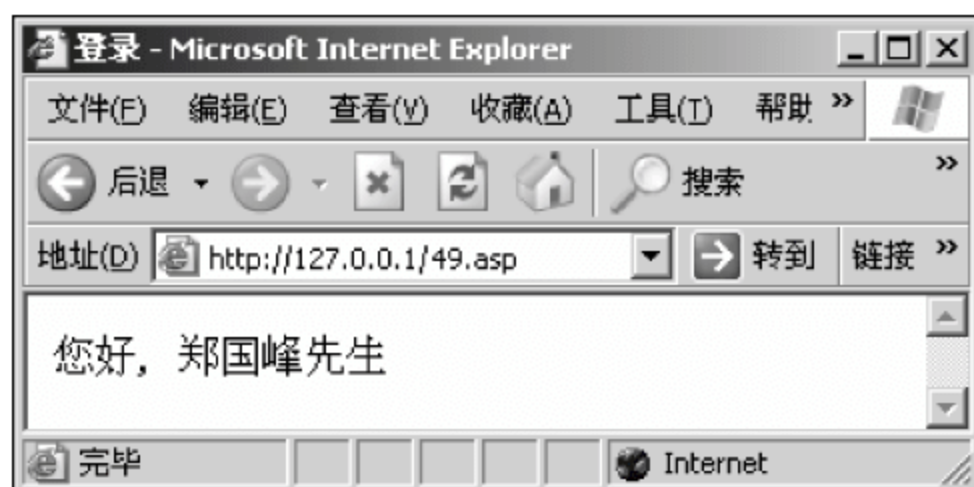 登录 - Microsoft Internet Explorer
文件(F) 编辑(E) 查看(V) 收藏(A) 工具(T) 帮助 »
后退 搜索 »
地址(D) http://127.0.0.1/49.asp 转到 链接 »
您好，郑国峰先生
完毕 Internet